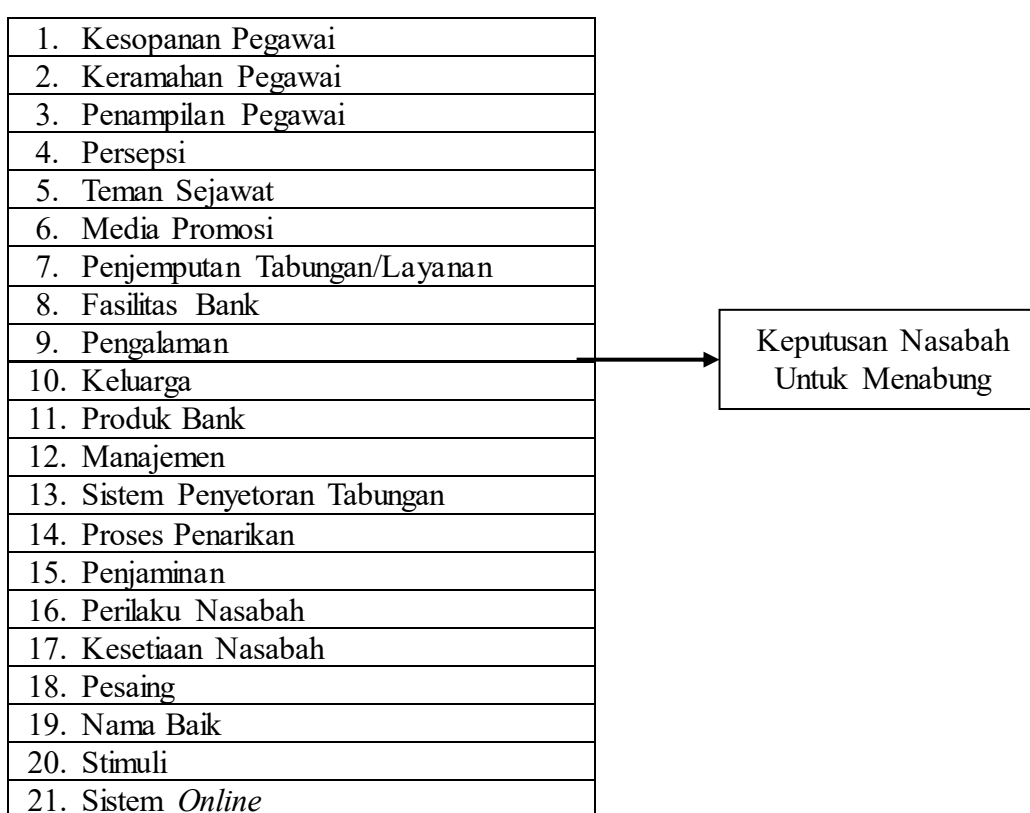 1. Kesopanan Pegawai
2. Keramahan Pegawai
3. Penampilan Pegawai
4. Persepsi
5. Teman Sejawat
6. Media Promosi
7. Penjemputan Tabungan/Layanan
8. Fasilitas Bank
9. Pengalaman
10. Keluarga
11. Produk Bank
12. Manajemen
13. Sistem Penyetoran Tabungan
14. Proses Penarikan
15. Penjaminan
16. Perilaku Nasabah
17. Kesetiaan Nasabah
18. Pesaing
19. Nama Baik
20. Stimuli
21. Sistem Online
Keputusan Nasabah
Untuk Menabung